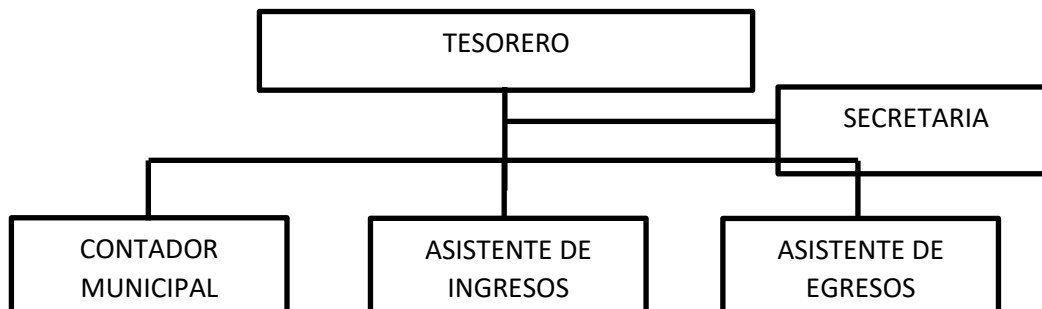 TESORERO
SECRETARIA
CONTADOR
MUNICIPAL
ASISTENTE DE
INGRESOS
ASISTENTE DE
EGRESOS